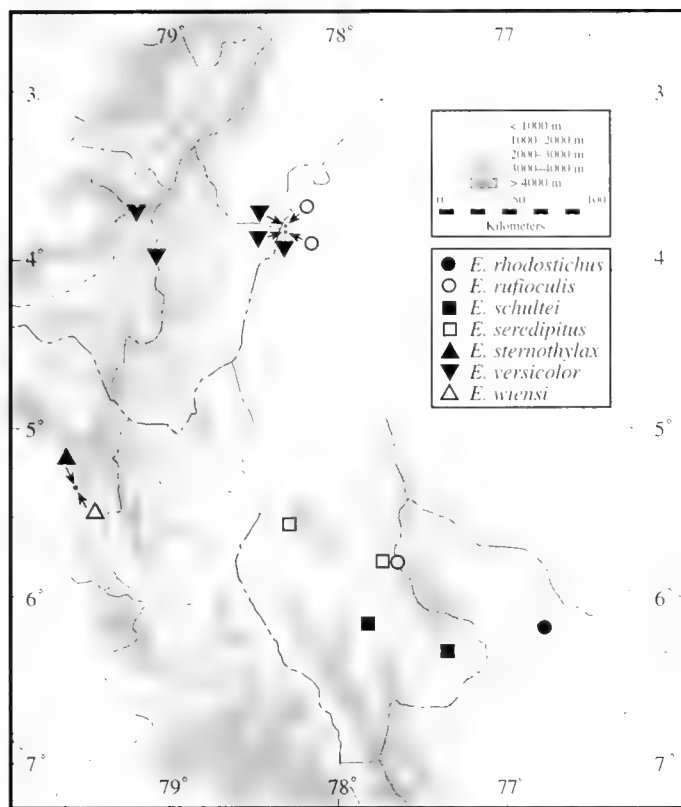 79° 78° 77
3. 3
< 1000 m
1000–2000 m
2000–3000 m
3000–4000 m
> 4000 m
0 50 100
Kilometers
4° 4°
E. rhodostichus
E. rufioculis
E. schultei
E. seredipitus
E. sternothylax
E. versicolor
E. wiensi
5° 5°
6° 6
7° 7
79° 78° 77